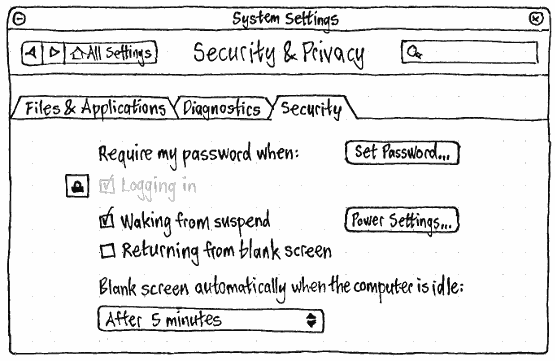 System Settings
All Settings
Security & Privacy
Files & Applications
Diagnostics
Security
Require my password when:
Set Password...
Logging in
Waking from suspend
Power Settings...
Returning from blank screen
Blank screen automatically when the computer is idle:
After 5 minutes